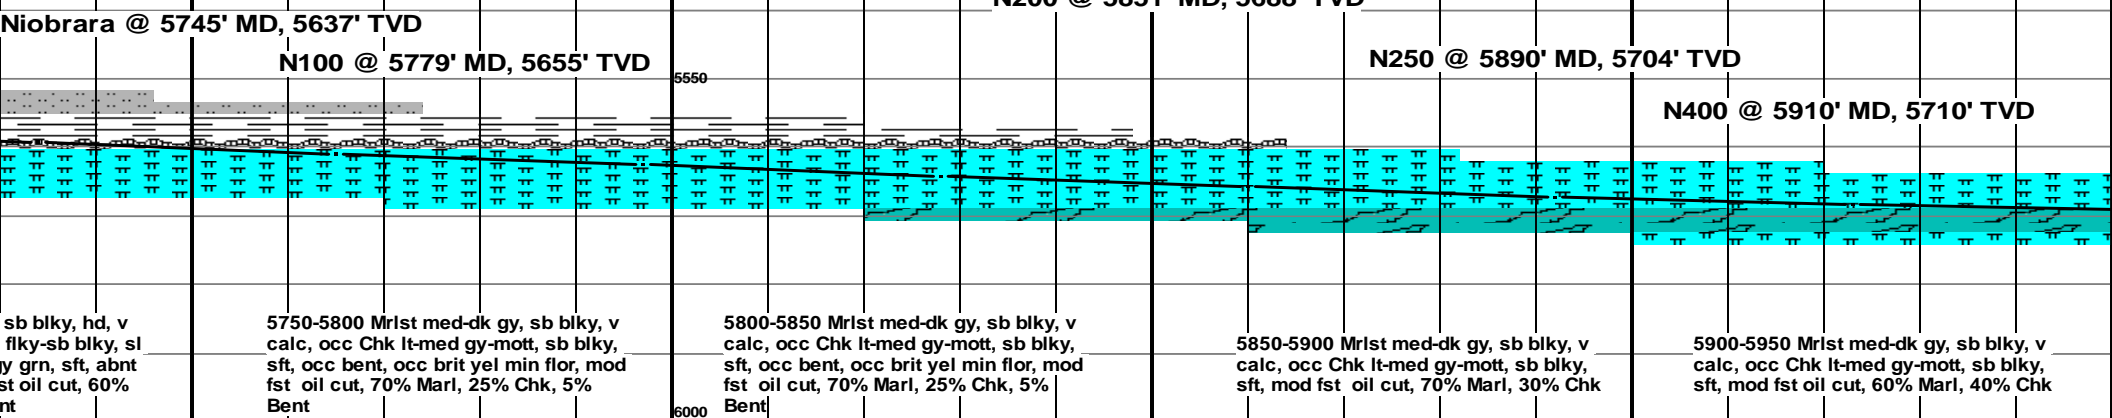 Niobrara @ 5745' MD, 5637' TVD
N100 @ 5779' MD, 5655' TVD
N200 @ 5851' MD, 5688' TVD
N250 @ 5890' MD, 5704' TVD
N400 @ 5910' MD, 5710' TVD
5550
sb blky, hd, v
flky-sb blky, sl
gy grn, sft, abnt
st oil cut, 60%
nt
5750-5800 Mrlst med-dk gy, sb blky, v
calc, occ Chk lt-med gy-mott, sb blky,
sft, occ bent, occ brit yel min flor, mod
fst oil cut, 70% Marl, 25% Chk, 5%
Bent
6000
5800-5850 Mrlst med-dk gy, sb blky, v
calc, occ Chk lt-med gy-mott, sb blky,
sft, occ bent, occ brit yel min flor, mod
fst oil cut, 70% Marl, 25% Chk, 5%
Bent
5850-5900 Mrlst med-dk gy, sb blky, v
calc, occ Chk lt-med gy-mott, sb blky,
sft, mod fst oil cut, 70% Marl, 30% Chk
5900-5950 Mrlst med-dk gy, sb blky, v
calc, occ Chk lt-med gy-mott, sb blky,
sft, mod fst oil cut, 60% Marl, 40% Chk